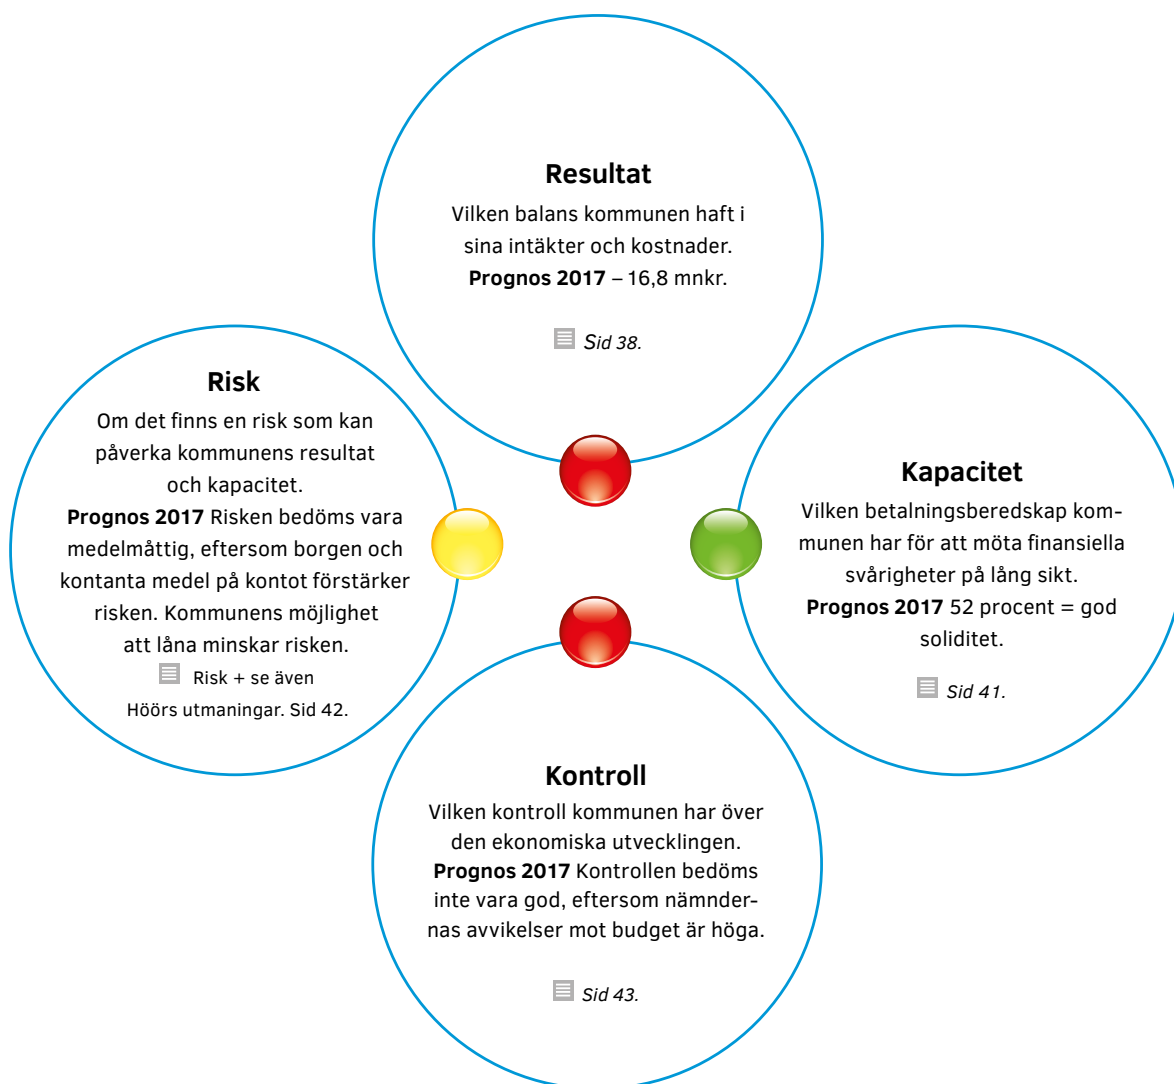 Resultat
Vilken balans kommunen haft i
sina intäkter och kostnader.
Prognos 2017 – 16,8 mnkr.
Sid 38.
Risk
Om det finns en risk som kan
påverka kommunens resultat
och kapacitet.
Prognos 2017 Risken bedöms vara
medelmåttig, eftersom borgen och
kontanta medel på kontot förstärker
risken. Kommunens möjlighet
att låna minskar risken.
Risk + se även
Höörs utmaningar. Sid 42.
Kapacitet
Vilken betalningsberedskap kom-
munen har för att möta finansiella
svårigheter på lång sikt.
Prognos 2017 52 procent = god
soliditet.
Sid 41.
Kontroll
Vilken kontroll kommunen har över
den ekonomiska utvecklingen.
Prognos 2017 Kontrollen bedöms
inte vara god, eftersom nämnder-
nas avvikelser mot budget är höga.
Sid 43.